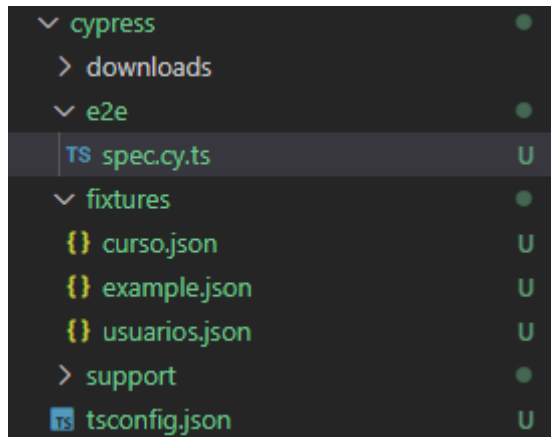 cypress
downloads
e2e
TS spec.cy.ts U
fixtures
{} curso.json U
{} example.json U
{} usuarios.json U
support
TS tsconfig.json U